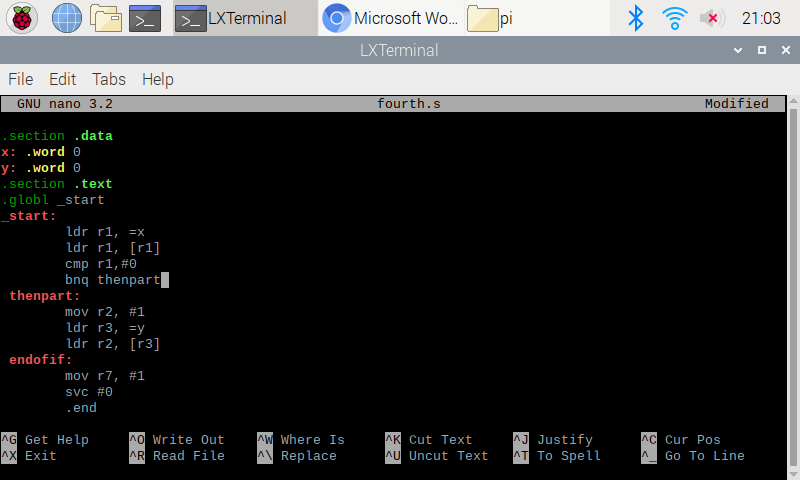 LXTerminal Microsoft Wo... pi 21:03
LXTerminal
File Edit Tabs Help
GNU nano 3.2 fourth.s Modified
.section .data
x: .word 0
y: .word 0
.section .text
.globl _start
_start:
ldr r1, =x
ldr r1, [r1]
cmp r1,#0
bnq thenpart
thenpart:
mov r2, #1
ldr r3, =y
ldr r2, [r3]
endofif:
mov r7, #1
svc #0
.end
^G Get Help ^O Write Out ^W Where Is ^K Cut Text ^J Justify ^C Cur Pos
^X Exit ^R Read File ^\ Replace ^U Uncut Text ^T To Spell ^_ Go To Line